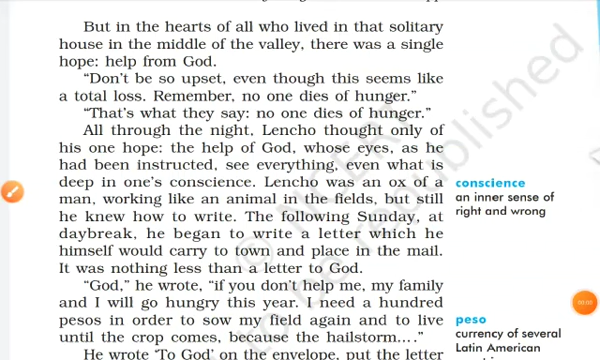 But in the hearts of all who lived in that solitary
house in the middle of the valley, there was a single
hope: help from God.
“Don’t be so upset, even though this seems like
a total loss. Remember, no one dies of hunger.”
“That’s what they say: no one dies of hunger.”
All through the night, Lencho thought only of
his one hope: the help of God, whose eyes, as he
had been instructed, see everything, even what is
deep in one’s conscience. Lencho was an ox of a
man, working like an animal in the fields, but still
he knew how to write. The following Sunday, at
daybreak, he began to write a letter which he
himself would carry to town and place in the mail.
It was nothing less than a letter to God.
“God,” he wrote, “if you don’t help me, my family
and I will go hungry this year. I need a hundred
pesos in order to sow my field again and to live
until the crop comes, because the hailstorm....”
He wrote ‘To God’ on the envelope, put the letter
conscience
an inner sense of
right and wrong
peso
currency of several
Latin American
© NCERT
not to be republished